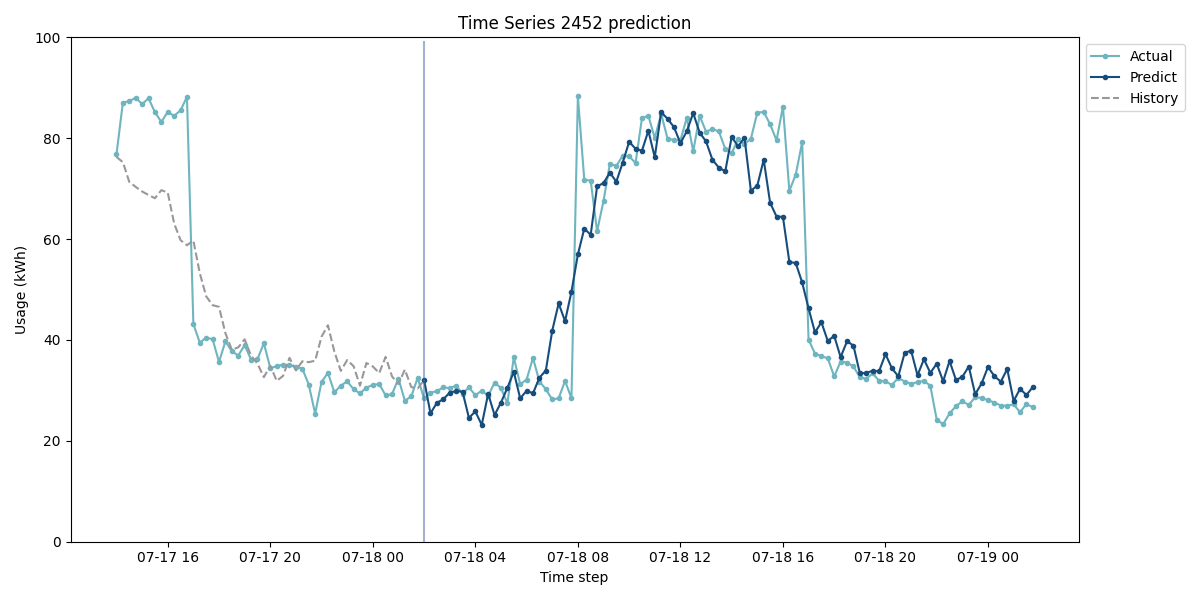 Time Series 2452 prediction
100
80
60
40
20
0
Usage (kWh)
07-17 16
07-17 20
07-18 00
07-18 04
07-18 08
07-18 12
07-18 16
07-18 20
07-19 00
Time step
Actual
Predict
History